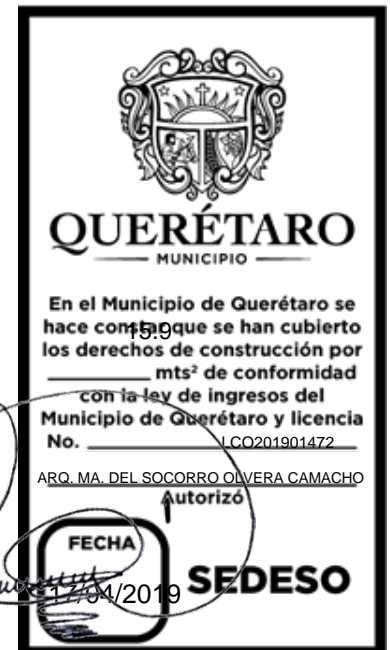 QUERÉTARO
MUNICIPIO
En el Municipio de Querétaro se
hace constar que se han cubierto
15.9
los derechos de construcción por
mts² de conformidad
con la ley de ingresos del
Municipio de Querétaro y licencia
No. LCO201901472
ARQ. MA. DEL SOCORRO OLVERA CAMACHO
Autorizó
FECHA
17/04/2019
SEDESO